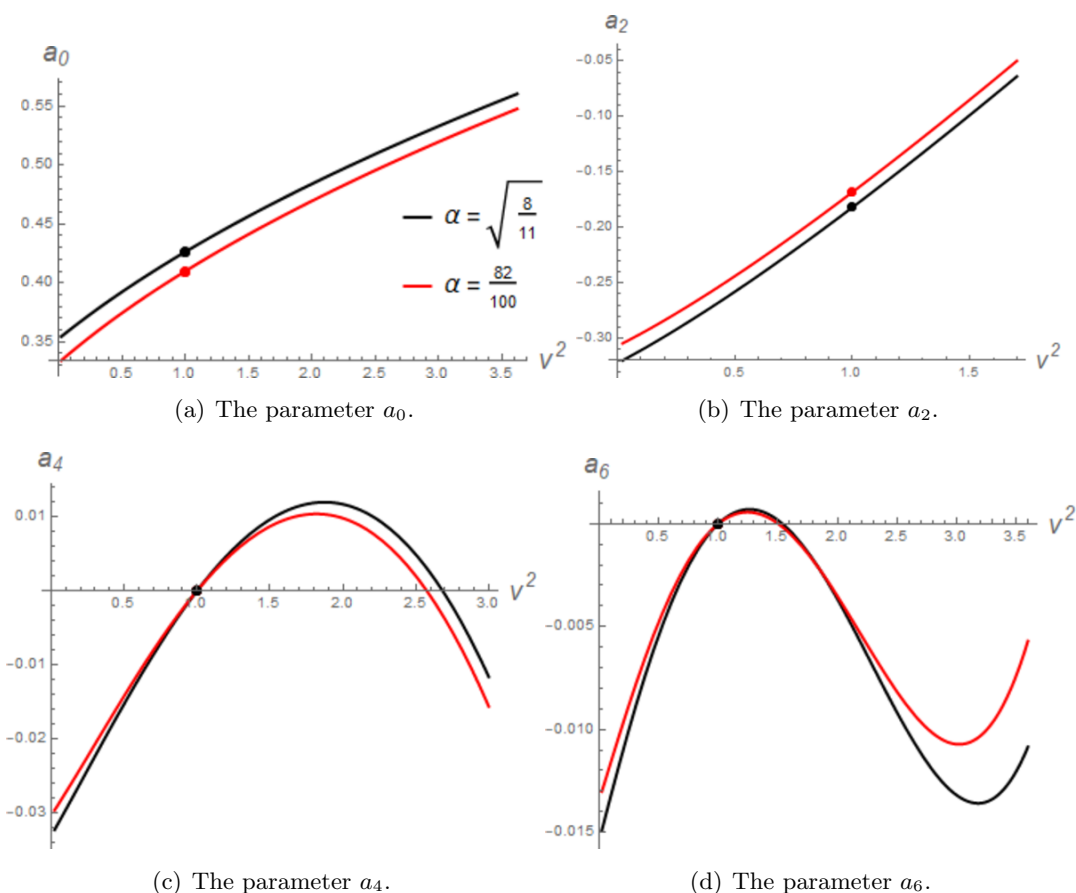 a0
0.55
0.50
0.45
0.40
0.35
0.5 1.0 1.5 2.0 2.5 3.0 3.5 v²
α = √8/11
α = 82/100
(a) The parameter a0.
a2
−0.05
−0.10
−0.15
−0.20
−0.25
−0.30
0.5 1.0 1.5 v²
(b) The parameter a2.
a4
0.01
0.5 1.0 1.5 2.0 2.5 3.0 v²
−0.01
−0.02
−0.03
(c) The parameter a4.
a6
0.5 1.0 1.5 2.0 2.5 3.0 3.5 v²
−0.005
−0.010
−0.015
(d) The parameter a6.